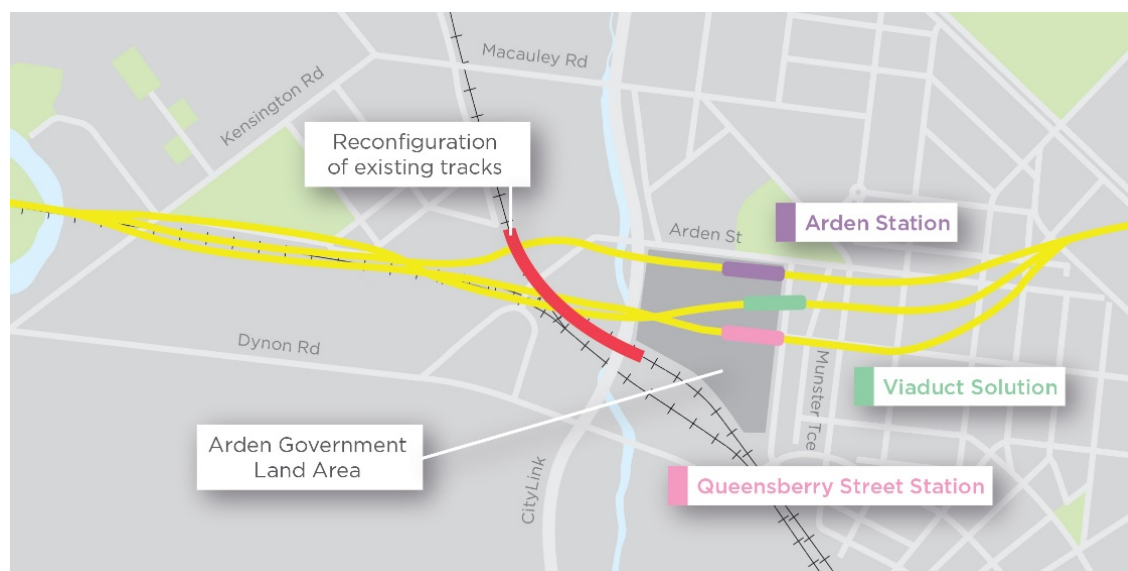 Macauley Rd
Kensington Rd
Reconfiguration
of existing tracks
Arden St
Arden Station
Dynon Rd
Munster Tce
Viaduct Solution
Arden Government
Land Area
CityLink
Queensberry Street Station